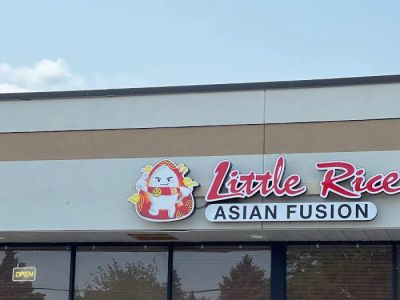 Little Rice
ASIAN FUSION
OPEN